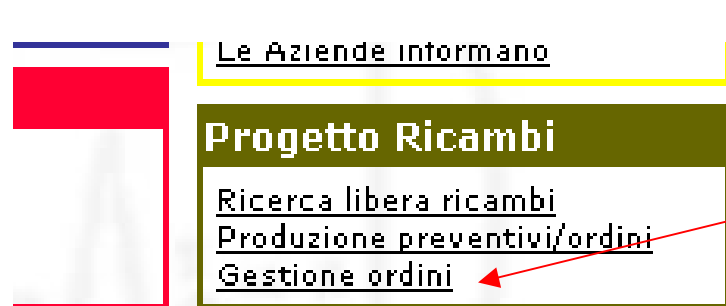 Le Aziende informano
Progetto Ricambi
Ricerca libera ricambi
Produzione preventivi/ordini
Gestione ordini